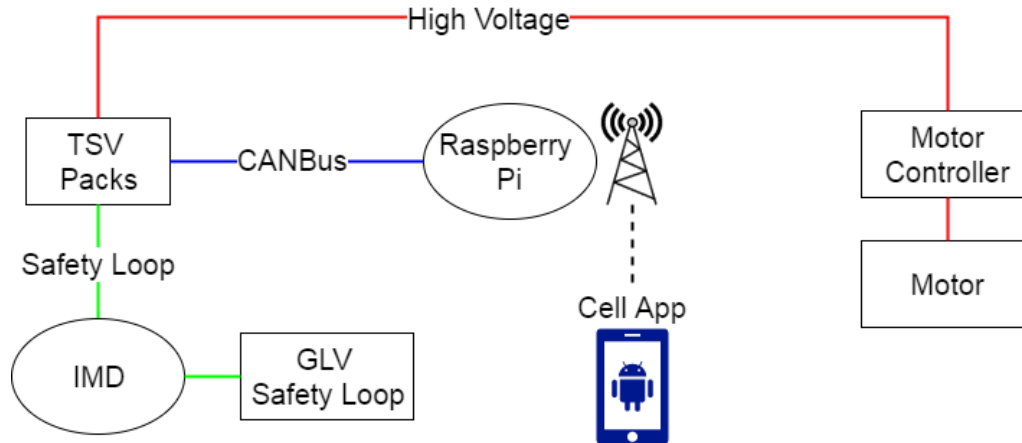 High Voltage
TSV
Packs
CANBus
Raspberry
Pi
Motor
Controller
Safety Loop
Motor
Cell App
IMD
GLV
Safety Loop